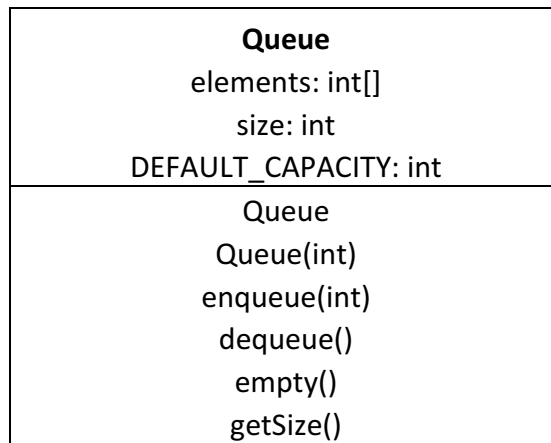 Queue
elements: int[]
size: int
DEFAULT_CAPACITY: int
Queue
Queue(int)
enqueue(int)
dequeue()
empty()
getSize()